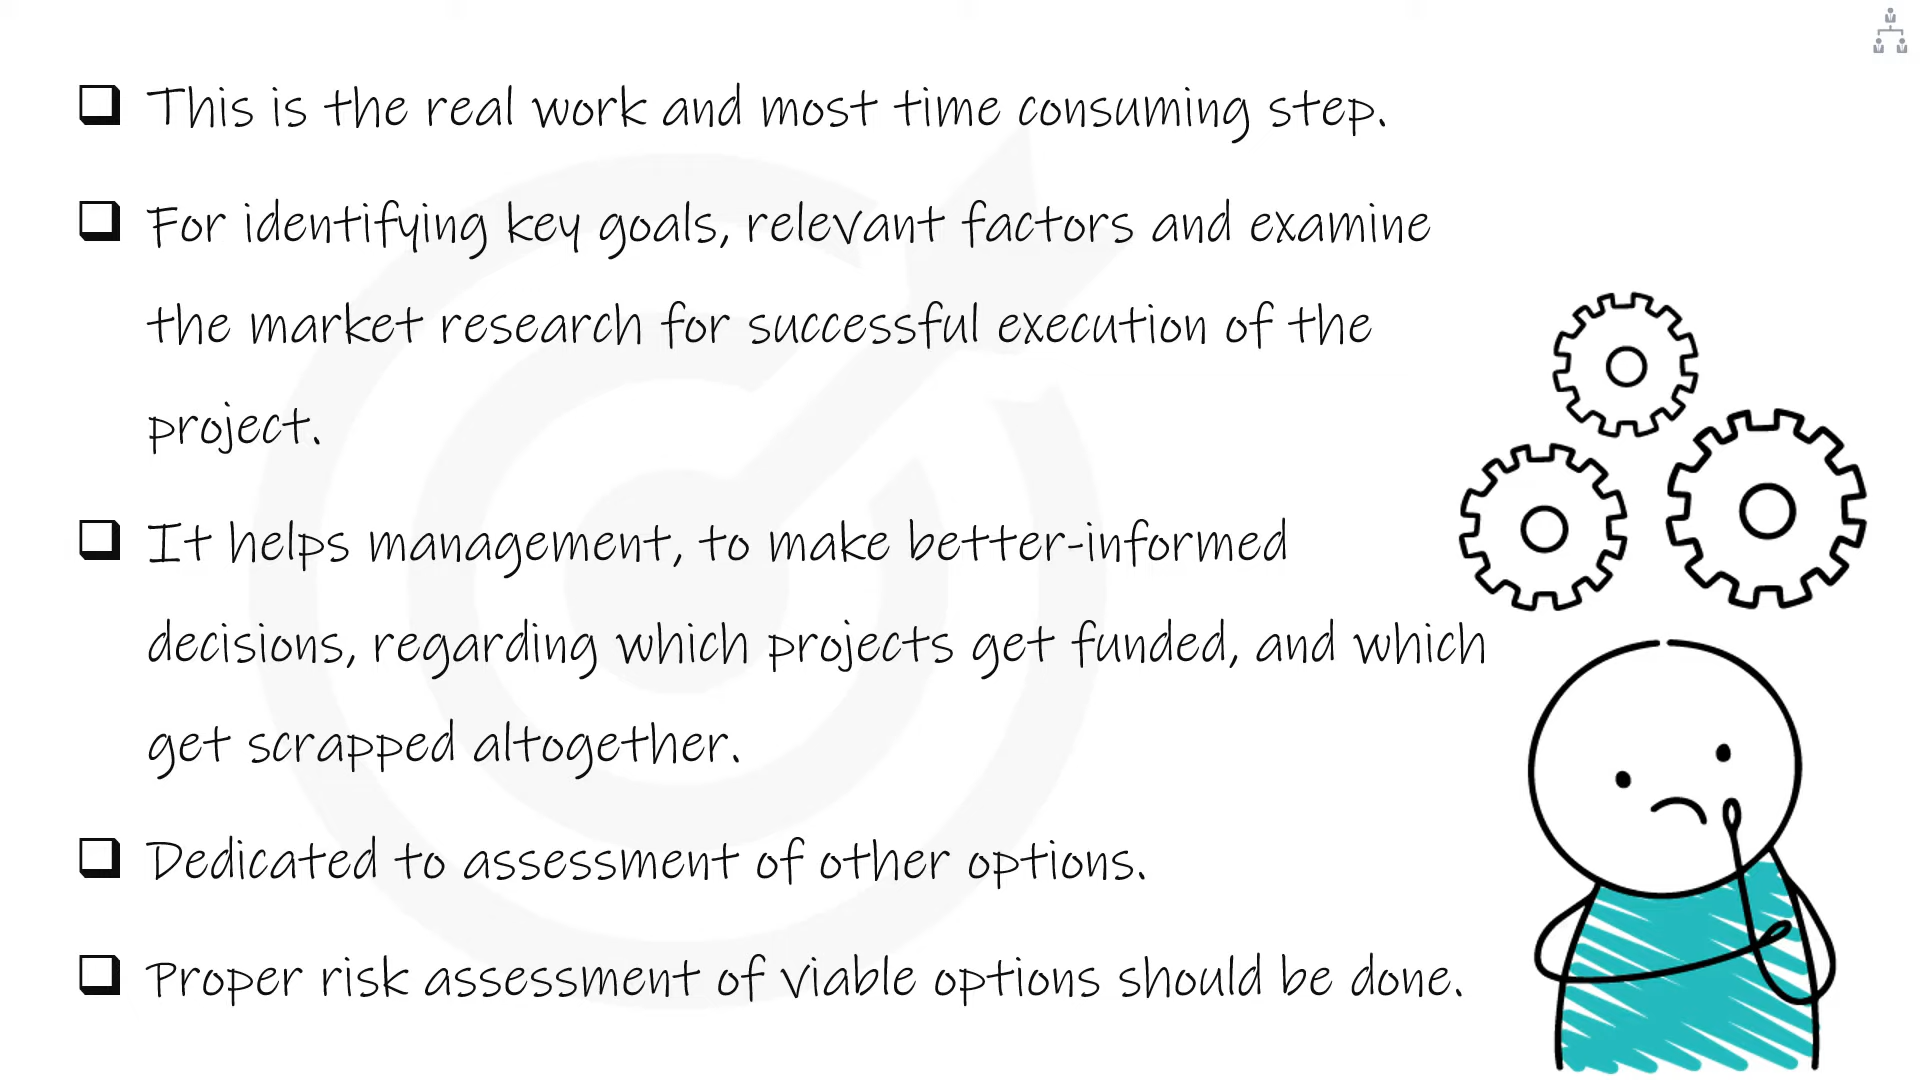 This is the real work and most time consuming step.
For identifying key goals, relevant factors and examine
the market research for successful execution of the
project.
It helps management, to make better-informed
decisions, regarding which projects get funded, and which
get scrapped altogether.
Dedicated to assessment of other options.
Proper risk assessment of viable options should be done.